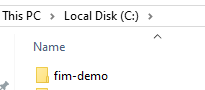 This PC > Local Disk (C:) >
Name
fim-demo